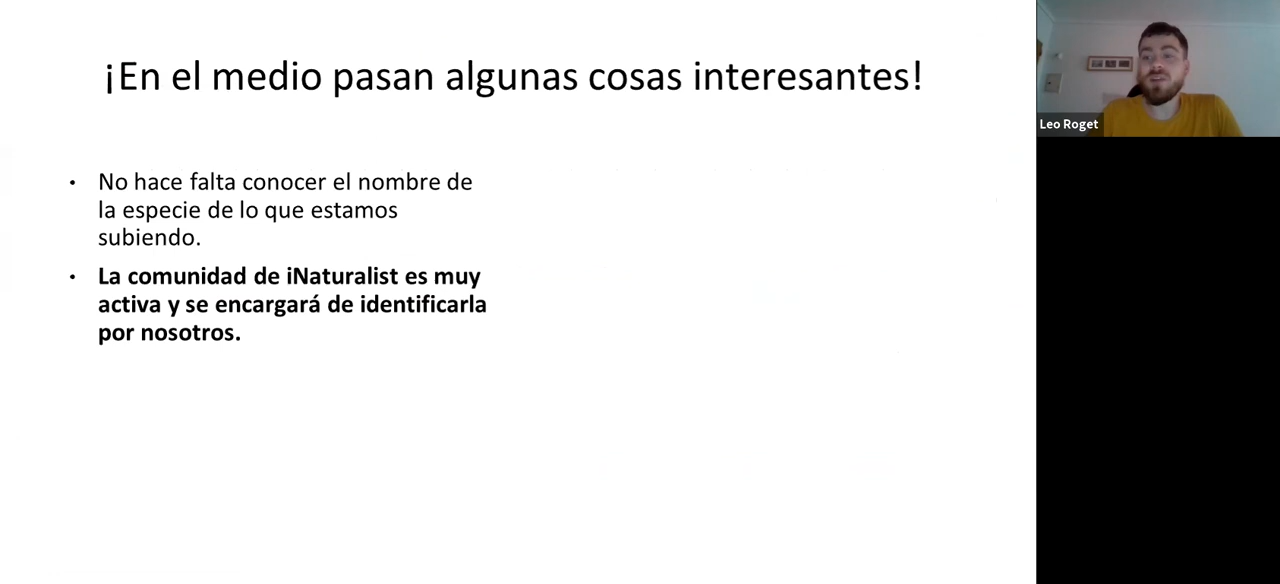 ¡En el medio pasan algunas cosas interesantes!
• No hace falta conocer el nombre de
la especie de lo que estamos
subiendo.
• La comunidad de iNaturalist es muy
activa y se encargará de identificarla
por nosotros.
Leo Roget